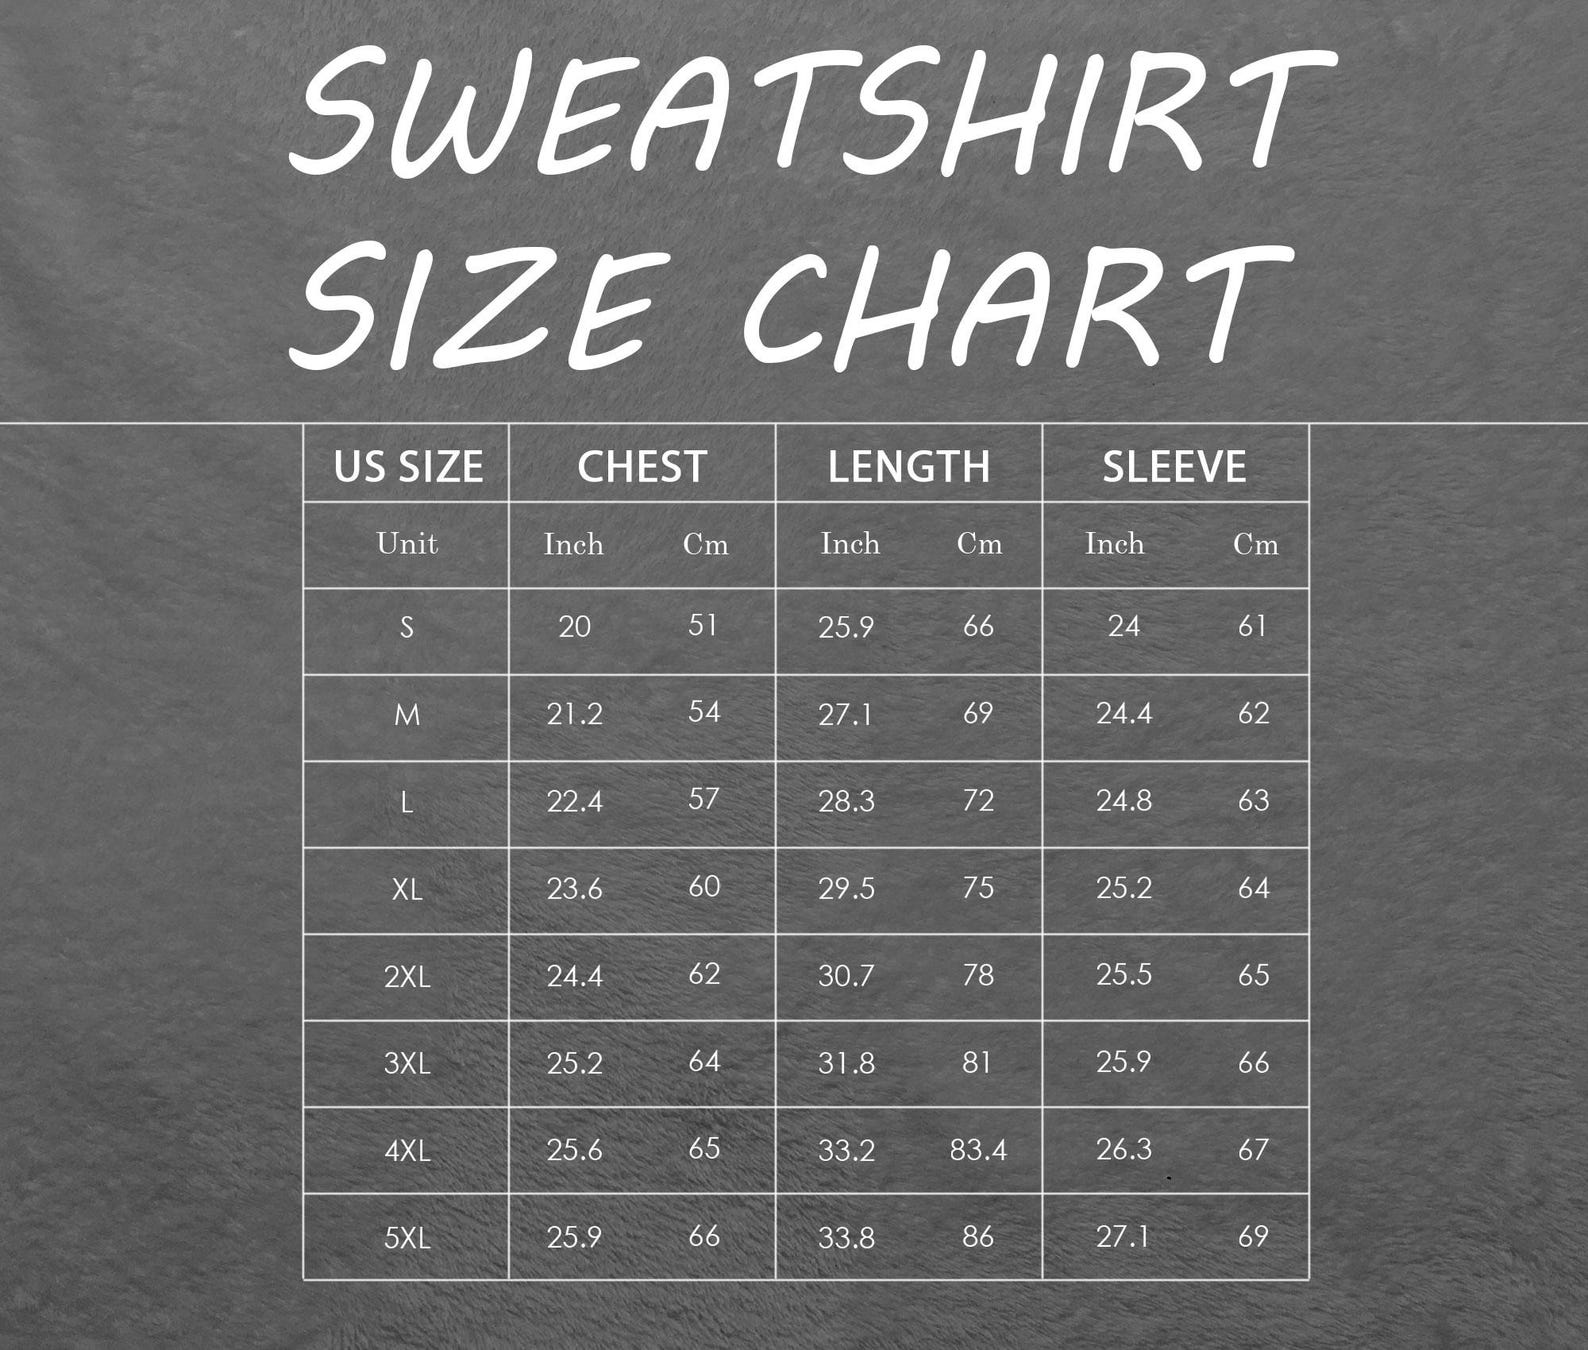 SWEATSHIRT
SIZE CHART
US SIZE CHEST LENGTH SLEEVE
Unit Inch Cm Inch Cm Inch Cm
S 20 51 25.9 66 24 61
M 21.2 54 27.1 69 24.4 62
L 22.4 57 28.3 72 24.8 63
XL 23.6 60 29.5 75 25.2 64
2XL 24.4 62 30.7 78 25.5 65
3XL 25.2 64 31.8 81 25.9 66
4XL 25.6 65 33.2 83.4 26.3 67
5XL 25.9 66 33.8 86 27.1 69